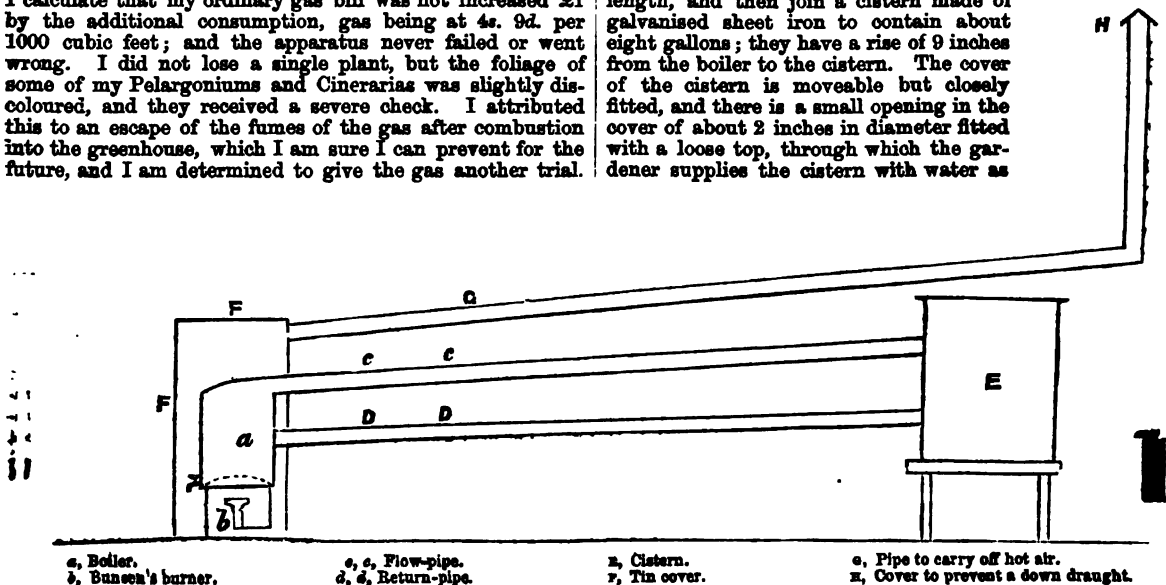 I calculate that my ordinary gas bill was not increased £1
by the additional consumption, gas being at 4s. 9d. per
1000 cubic feet; and the apparatus never failed or went
wrong. I did not lose a single plant, but the foliage of
some of my Pelargoniums and Cinerarias was slightly dis-
coloured, and they received a severe check. I attributed
this to an escape of the fumes of the gas after combustion
into the greenhouse, which I am sure I can prevent for the
future, and I am determined to give the gas another trial.
length, and then join a cistern made of
galvanised sheet iron to contain about
eight gallons; they have a rise of 9 inches
from the boiler to the cistern. The cover
of the cistern is moveable but closely
fitted, and there is a small opening in the
cover of about 2 inches in diameter fitted
with a loose top, through which the gar-
dener supplies the cistern with water as
H
G
F
c c
E
F
D D
a
b
a, Boiler.
b, Bunsen's burner.
c, c, Flow-pipe.
d, d, Return-pipe.
E, Cistern.
F, Tin cover.
G, Pipe to carry off hot air.
H, Cover to prevent a down draught.